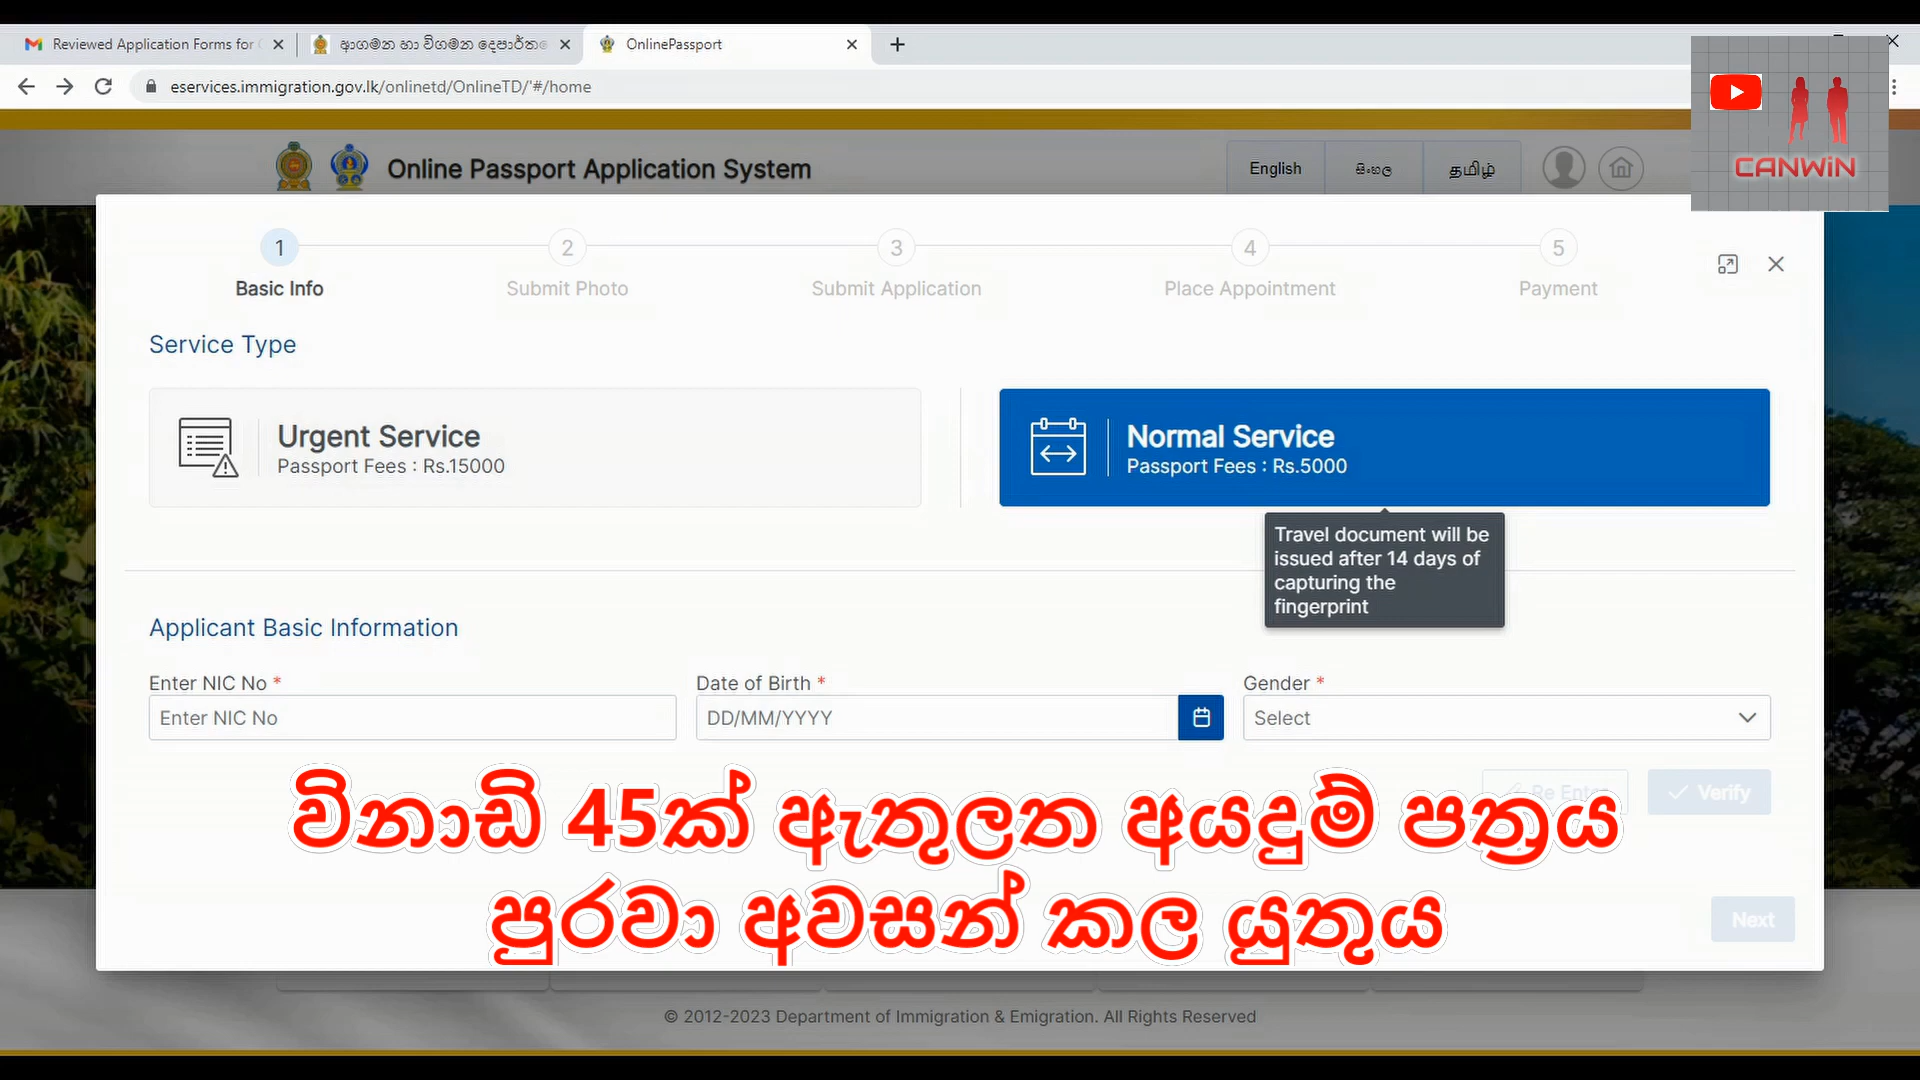 Reviewed Application Forms for
ආගමන හා විගමන දෙපාර්තමේ
OnlinePassport
eservices.immigration.gov.lk/onlinetd/OnlineTD/'#/home
Online Passport Application System
English
සිංහල
தமிழ்
CANWiN
1
2
3
4
5
Basic Info
Submit Photo
Submit Application
Place Appointment
Payment
Service Type
Urgent Service
Passport Fees : Rs.15000
Normal Service
Passport Fees : Rs.5000
Travel document will be
issued after 14 days of
capturing the
fingerprint
Applicant Basic Information
Enter NIC No *
Date of Birth *
Gender *
Enter NIC No
DD/MM/YYYY
Select
Re Enter
Verify
විනාඩි 45ක් ඇතුලත අයදුම් පත්‍රය
පුරවා අවසන් කල යුතුය
Next
© 2012-2023 Department of Immigration & Emigration. All Rights Reserved